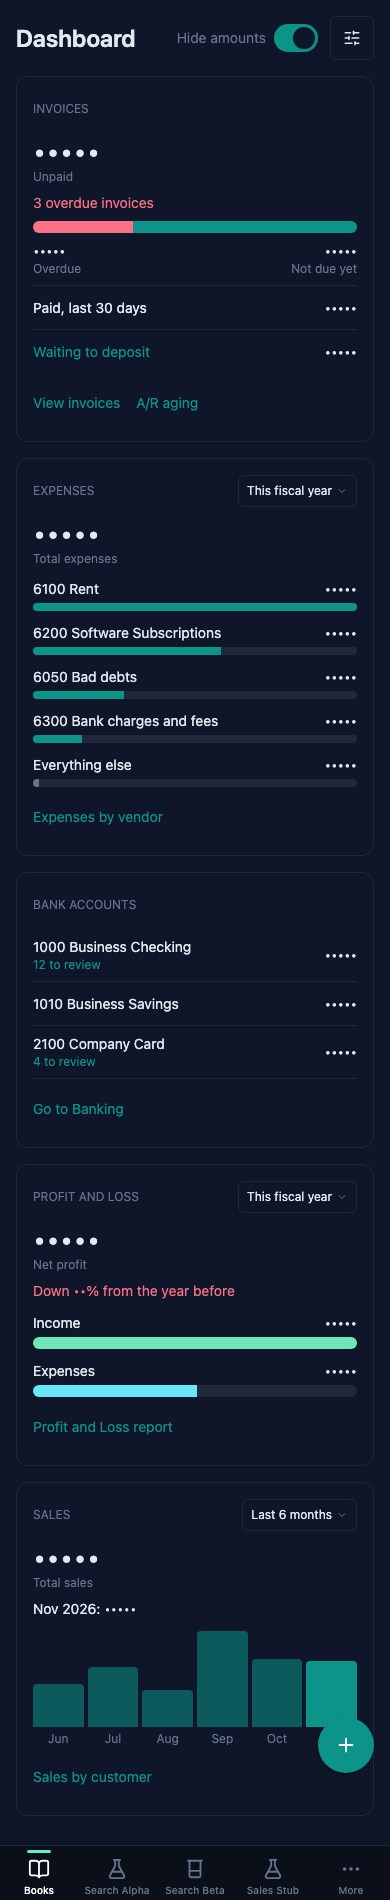 Dashboard
Hide amounts
INVOICES
•••••
Unpaid
3 overdue invoices
••••• •••••
Overdue Not due yet
Paid, last 30 days •••••
Waiting to deposit •••••
View invoices A/R aging
EXPENSES This fiscal year
•••••
Total expenses
6100 Rent •••••
6200 Software Subscriptions •••••
6050 Bad debts •••••
6300 Bank charges and fees •••••
Everything else •••••
Expenses by vendor
BANK ACCOUNTS
1000 Business Checking •••••
12 to review
1010 Business Savings •••••
2100 Company Card •••••
4 to review
Go to Banking
PROFIT AND LOSS This fiscal year
•••••
Net profit
Down ••% from the year before
Income •••••
Expenses •••••
Profit and Loss report
SALES Last 6 months
•••••
Total sales
Nov 2026: •••••
Jun Jul Aug Sep Oct
Sales by customer
Books Search Alpha Search Beta Sales Stub More